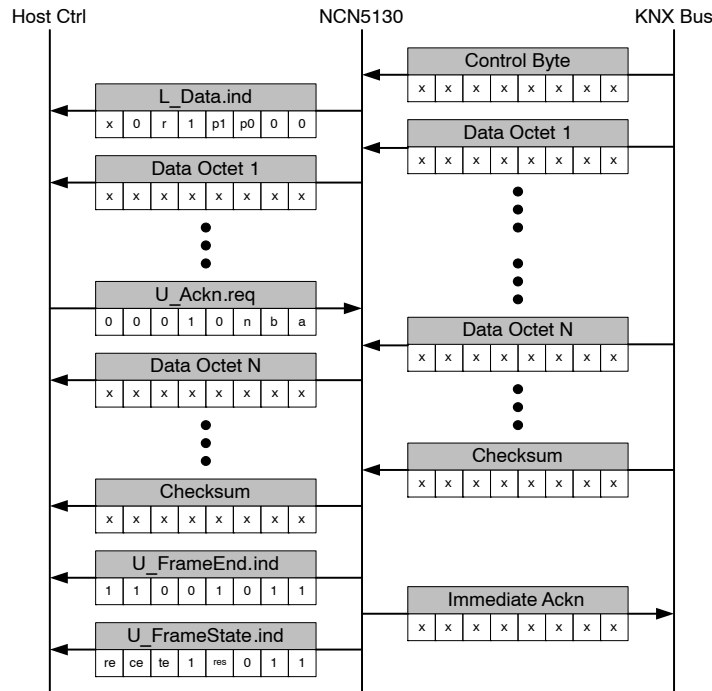 Host Ctrl NCN5130 KNX Bus
Control Byte
x x x x x x x x
L_Data.ind
x 0 r 1 p1 p0 0 0
Data Octet 1
x x x x x x x x
Data Octet 1
x x x x x x x x
U_Ackn.req
0 0 0 1 0 n b a
Data Octet N
x x x x x x x x
Data Octet N
x x x x x x x x
Checksum
x x x x x x x x
Checksum
x x x x x x x x
U_FrameEnd.ind
1 1 0 0 1 0 1 1
Immediate Ackn
x x x x x x x x
U_FrameState.ind
re ce te 1 res 0 1 1